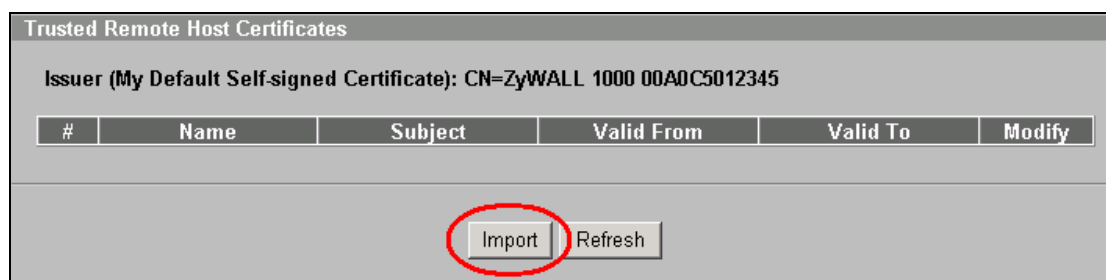 Trusted Remote Host Certificates
Issuer (My Default Self-signed Certificate): CN=ZyWALL 1000 00A0C5012345
# Name Subject Valid From Valid To Modify
Import Refresh